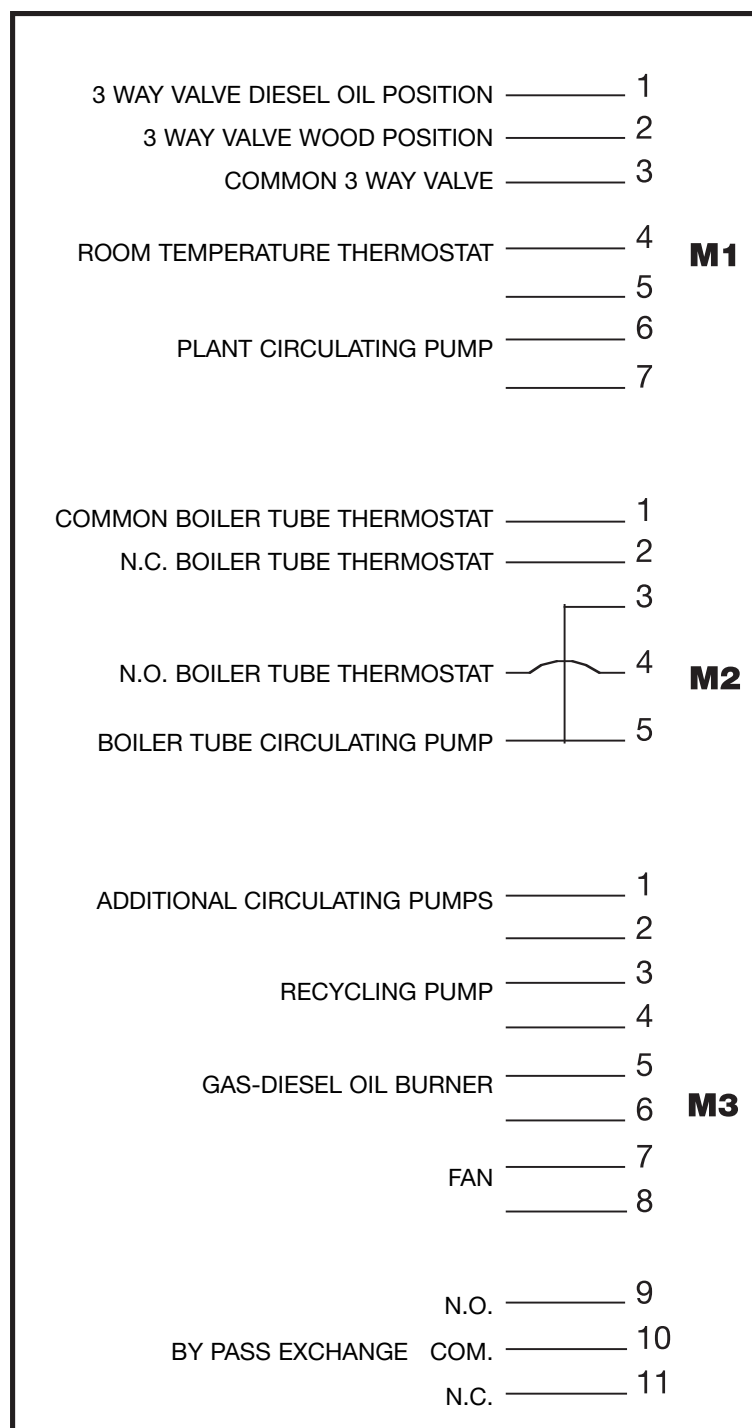 3 WAY VALVE DIESEL OIL POSITION 1
3 WAY VALVE WOOD POSITION 2
COMMON 3 WAY VALVE 3
ROOM TEMPERATURE THERMOSTAT 4
M1
5
PLANT CIRCULATING PUMP 6
7
COMMON BOILER TUBE THERMOSTAT 1
N.C. BOILER TUBE THERMOSTAT 2
3
N.O. BOILER TUBE THERMOSTAT 4
M2
BOILER TUBE CIRCULATING PUMP 5
ADDITIONAL CIRCULATING PUMPS 1
2
RECYCLING PUMP 3
4
GAS-DIESEL OIL BURNER 5
6
M3
FAN 7
8
N.O. 9
BY PASS EXCHANGE COM. 10
N.C. 11